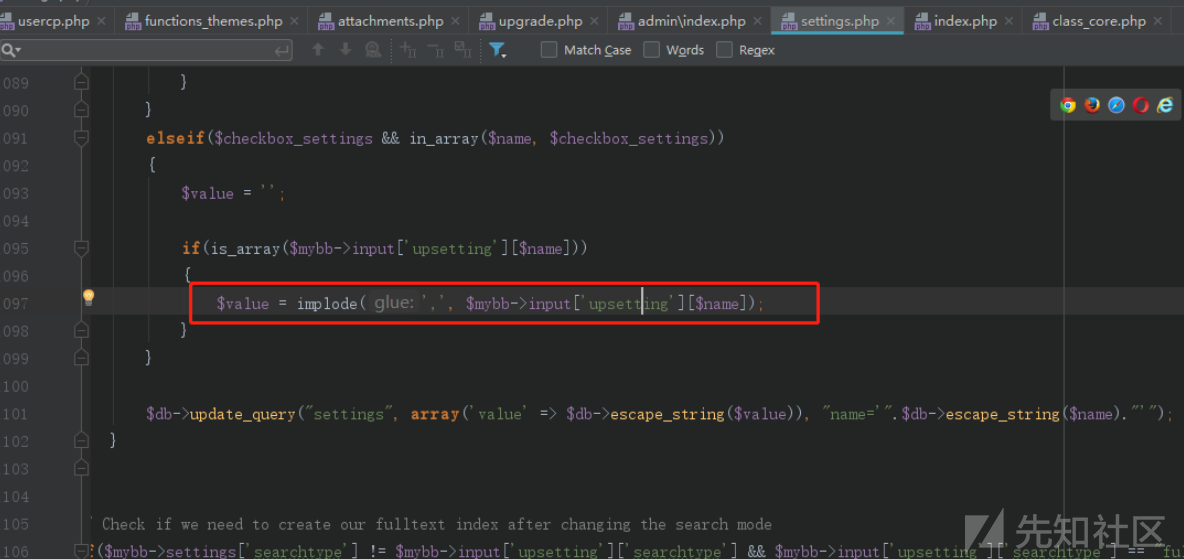 usercp.php functions_themes.php attachments.php upgrade.php admin\index.php settings.php index.php class_core.php
Match Case Words Regex
089 }
090 }
091 elseif($checkbox_settings && in_array($name, $checkbox_settings))
092 {
093 $value = '';
094
095 if(is_array($mybb->input['upsetting'][$name]))
096 {
097 $value = implode( glue: ',', $mybb->input['upsetting'][$name]);
098 }
099 }
100
101 $db->update_query("settings", array('value' => $db->escape_string($value)), "name='".$db->escape_string($name)."'");
102 }
103
104
105 Check if we need to create our fulltext index after changing the search mode
106 ($mybb->settings['searchtype'] != $mybb->input['upsetting']['searchtype'] && $mybb->input['upsetting']['searchtype'] == "fu
先知社区